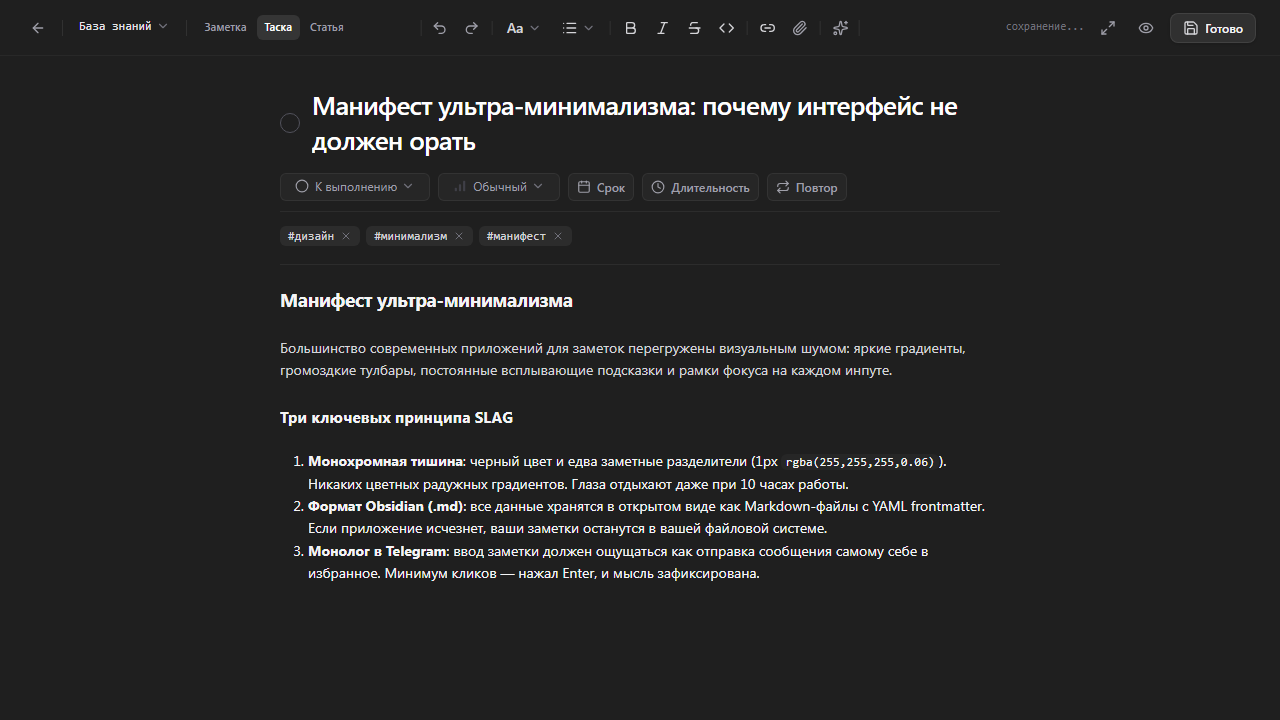 База знаний
Заметка Таска Статья
Aa
B I S
сохранение...
Готово
Манифест ультра-минимализма: почему интерфейс не
должен орать
К выполнению Обычный Срок Длительность Повтор
#дизайн #минимализм #манифест
Манифест ультра-минимализма
Большинство современных приложений для заметок перегружены визуальным шумом: яркие градиенты,
громоздкие тулбары, постоянные всплывающие подсказки и рамки фокуса на каждом инпуте.
Три ключевых принципа SLAG
1. Монохромная тишина: черный цвет и едва заметные разделители (1px rgba(255,255,255,0.06) ).
Никаких цветных радужных градиентов. Глаза отдыхают даже при 10 часах работы.
2. Формат Obsidian (.md): все данные хранятся в открытом виде как Markdown-файлы с YAML frontmatter.
Если приложение исчезнет, ваши заметки останутся в вашей файловой системе.
3. Монолог в Telegram: ввод заметки должен ощущаться как отправка сообщения самому себе в
избранное. Минимум кликов — нажал Enter, и мысль зафиксирована.